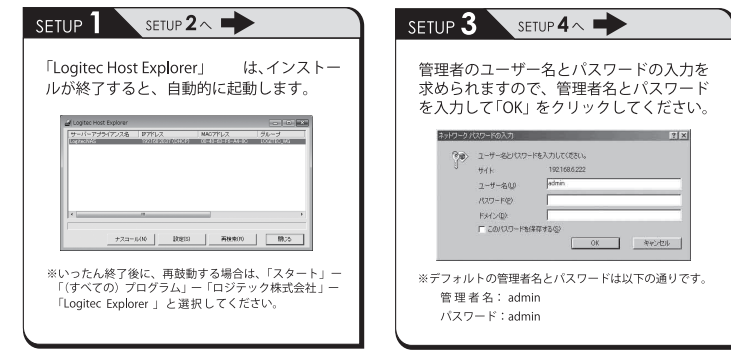 SETUP 1 SETUP 2へ
「Logitec Host Explorer」 は、インストー
ルが終了すると、自動的に起動します。
Logitec Host Explorer
サーバーアプライアンス名 IPアドレス MACアドレス グループ
ナスコール(N) 設定(S) 再検索(R) 閉じる
※いったん終了後に、再鼓動する場合は、「スタート」ー
「(すべての) プログラム」ー「ロジテック株式会社」ー
「Logitec Explorer 」と選択してください。
SETUP 3 SETUP 4へ
管理者のユーザー名とパスワードの入力を
求められますので、管理者名とパスワード
を入力して「OK」をクリックしてください。
ネットワーク パスワードの入力
ユーザー名とパスワードを入力してください。
サイト: 192.168.6.222
ユーザー名(U) admin
パスワード(P)
ドメイン(D)
このパスワードを保存する(S)
OK キャンセル
※デフォルトの管理者名とパスワードは以下の通りです。
管理者名: admin
パスワード:admin